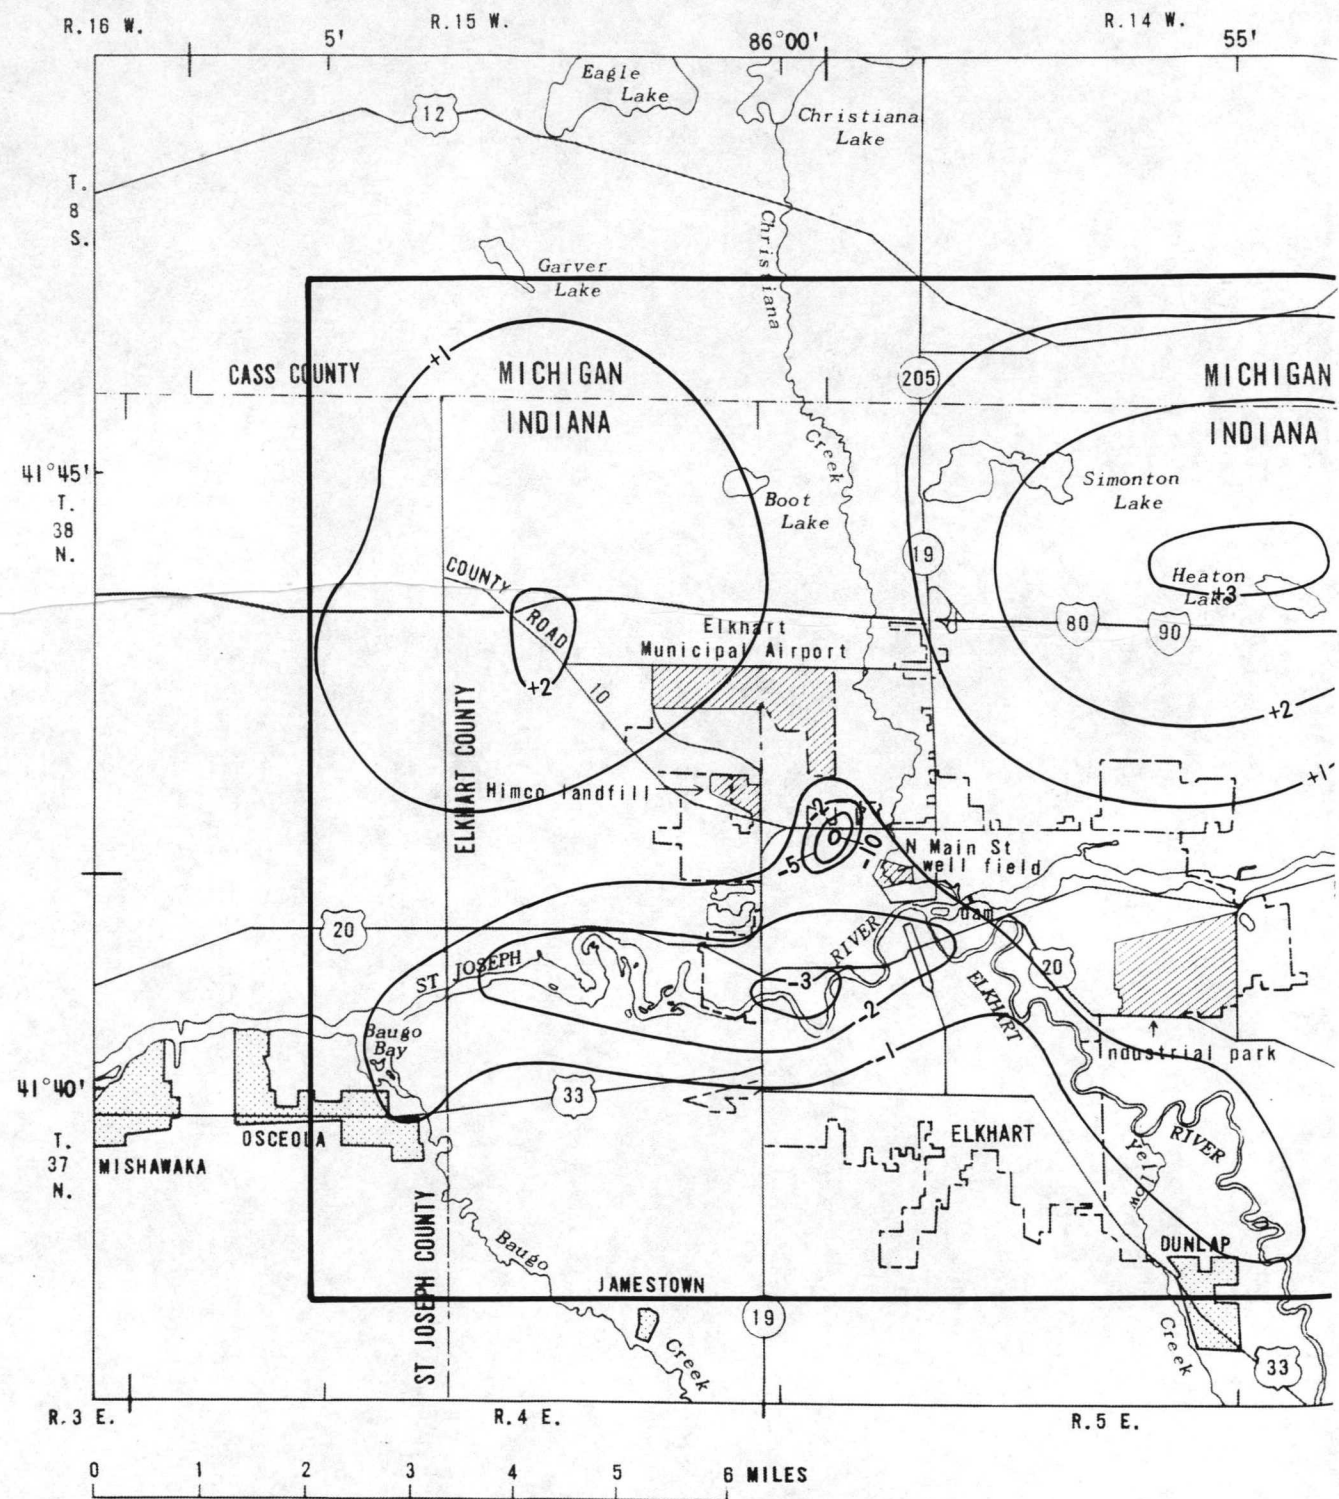 R.16 W.
R.15 W.
R.14 W.
5'
86°00'
55'
Eagle
Lake
12
Christiana
Lake
T.
8
S.
Christiana
Creek
Garver
Lake
+1
CASS COUNTY
MICHIGAN
INDIANA
205
MICHIGAN
INDIANA
41°45'
T.
38
N.
Boot
Lake
Simonton
Lake
19
COUNTY
ROAD
10
Heaton
Lake
+3
80
90
Elkhart
Municipal Airport
+2
+2
ELKHART COUNTY
Himco landfill
+1
-2
-5
-10
N Main St
well field
dam
20
ST JOSEPH
RIVER
-3
-2
-1
20
ELKHART
RIVER
Industrial park
Baugo
Bay
41°40'
33
OSCEOLA
T.
37
N.
MISHAWAKA
ELKHART
Yellow
Creek
DUNLAP
ST JOSEPH COUNTY
Baugo
Creek
JAMESTOWN
19
33
R.3 E.
R.4 E.
R.5 E.
0 1 2 3 4 5 6 MILES